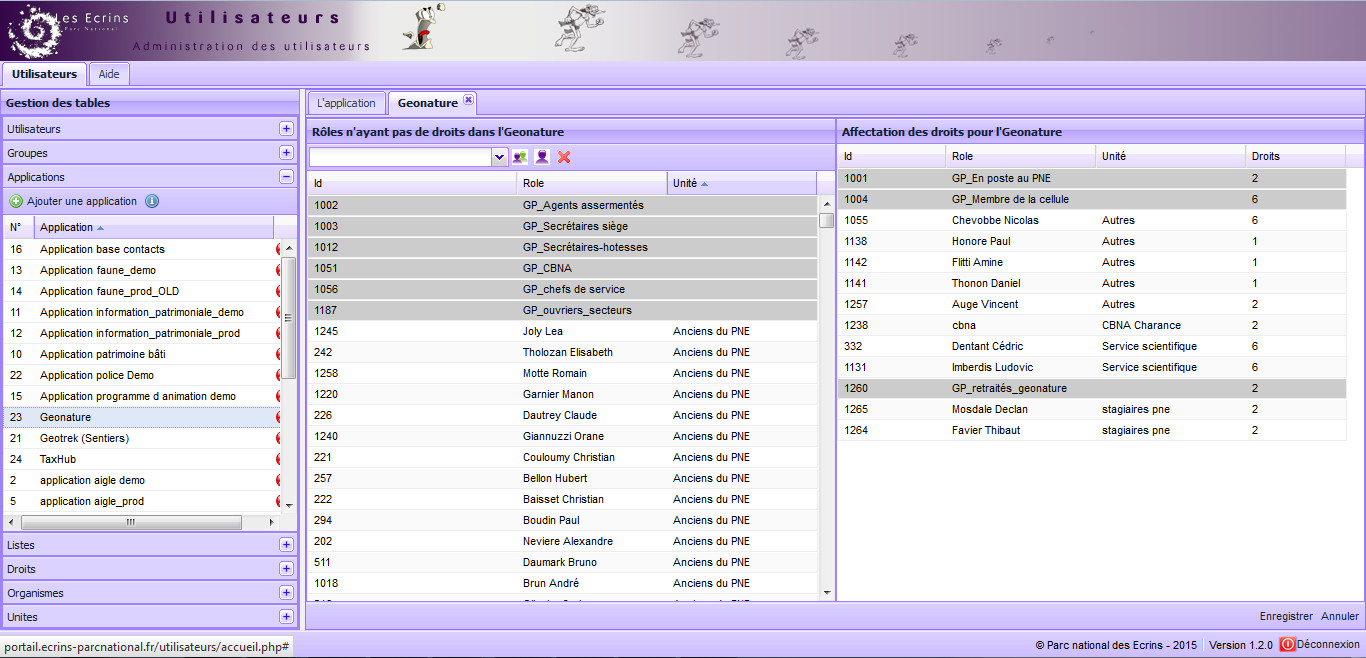 Les Ecrins
Parc National
Utilisateurs
Administration des utilisateurs
Utilisateurs
Aide
Gestion des tables
Utilisateurs
Groupes
Applications
Ajouter une application
N° Application
16 Application base contacts
13 Application faune_demo
14 Application faune_prod_OLD
11 Application information_patrimoniale_demo
12 Application information_patrimoniale_prod
10 Application patrimoine bâti
22 Application police Demo
15 Application programme d animation demo
23 Geonature
21 Geotrek (Sentiers)
24 TaxHub
2 application aigle demo
5 application aigle_prod
Listes
Droits
Organismes
Unites
L'application
Geonature
Rôles n'ayant pas de droits dans l'Geonature
Id Role Unité
1002 GP_Agents assermentés
1003 GP_Secrétaires siège
1012 GP_Secrétaires-hotesses
1051 GP_CBNA
1056 GP_chefs de service
1187 GP_ouvriers_secteurs
1245 Joly Lea Anciens du PNE
242 Tholozan Elisabeth Anciens du PNE
1258 Motte Romain Anciens du PNE
1220 Garnier Manon Anciens du PNE
226 Dautrey Claude Anciens du PNE
1240 Giannuzzi Orane Anciens du PNE
221 Couloumy Christian Anciens du PNE
257 Bellon Hubert Anciens du PNE
222 Baisset Christian Anciens du PNE
294 Boudin Paul Anciens du PNE
202 Neviere Alexandre Anciens du PNE
511 Daumark Bruno Anciens du PNE
1018 Brun André Anciens du PNE
Affectation des droits pour l'Geonature
Id Role Unité Droits
1001 GP_En poste au PNE 2
1004 GP_Membre de la cellule 6
1055 Chevobbe Nicolas Autres 6
1138 Honore Paul Autres 1
1142 Flitti Amine Autres 1
1141 Thonon Daniel Autres 1
1257 Auge Vincent Autres 2
1238 cbna CBNA Charance 2
332 Dentant Cédric Service scientifique 6
1131 Imberdis Ludovic Service scientifique 6
1260 GP_retraités_geonature 2
1265 Mosdale Declan stagiaires pne 2
1264 Favier Thibaut stagiaires pne 2
Enregistrer Annuler
portail.ecrins-parcnational.fr/utilisateurs/accueil.php#
© Parc national des Ecrins - 2015 Version 1.2.0 Déconnexion